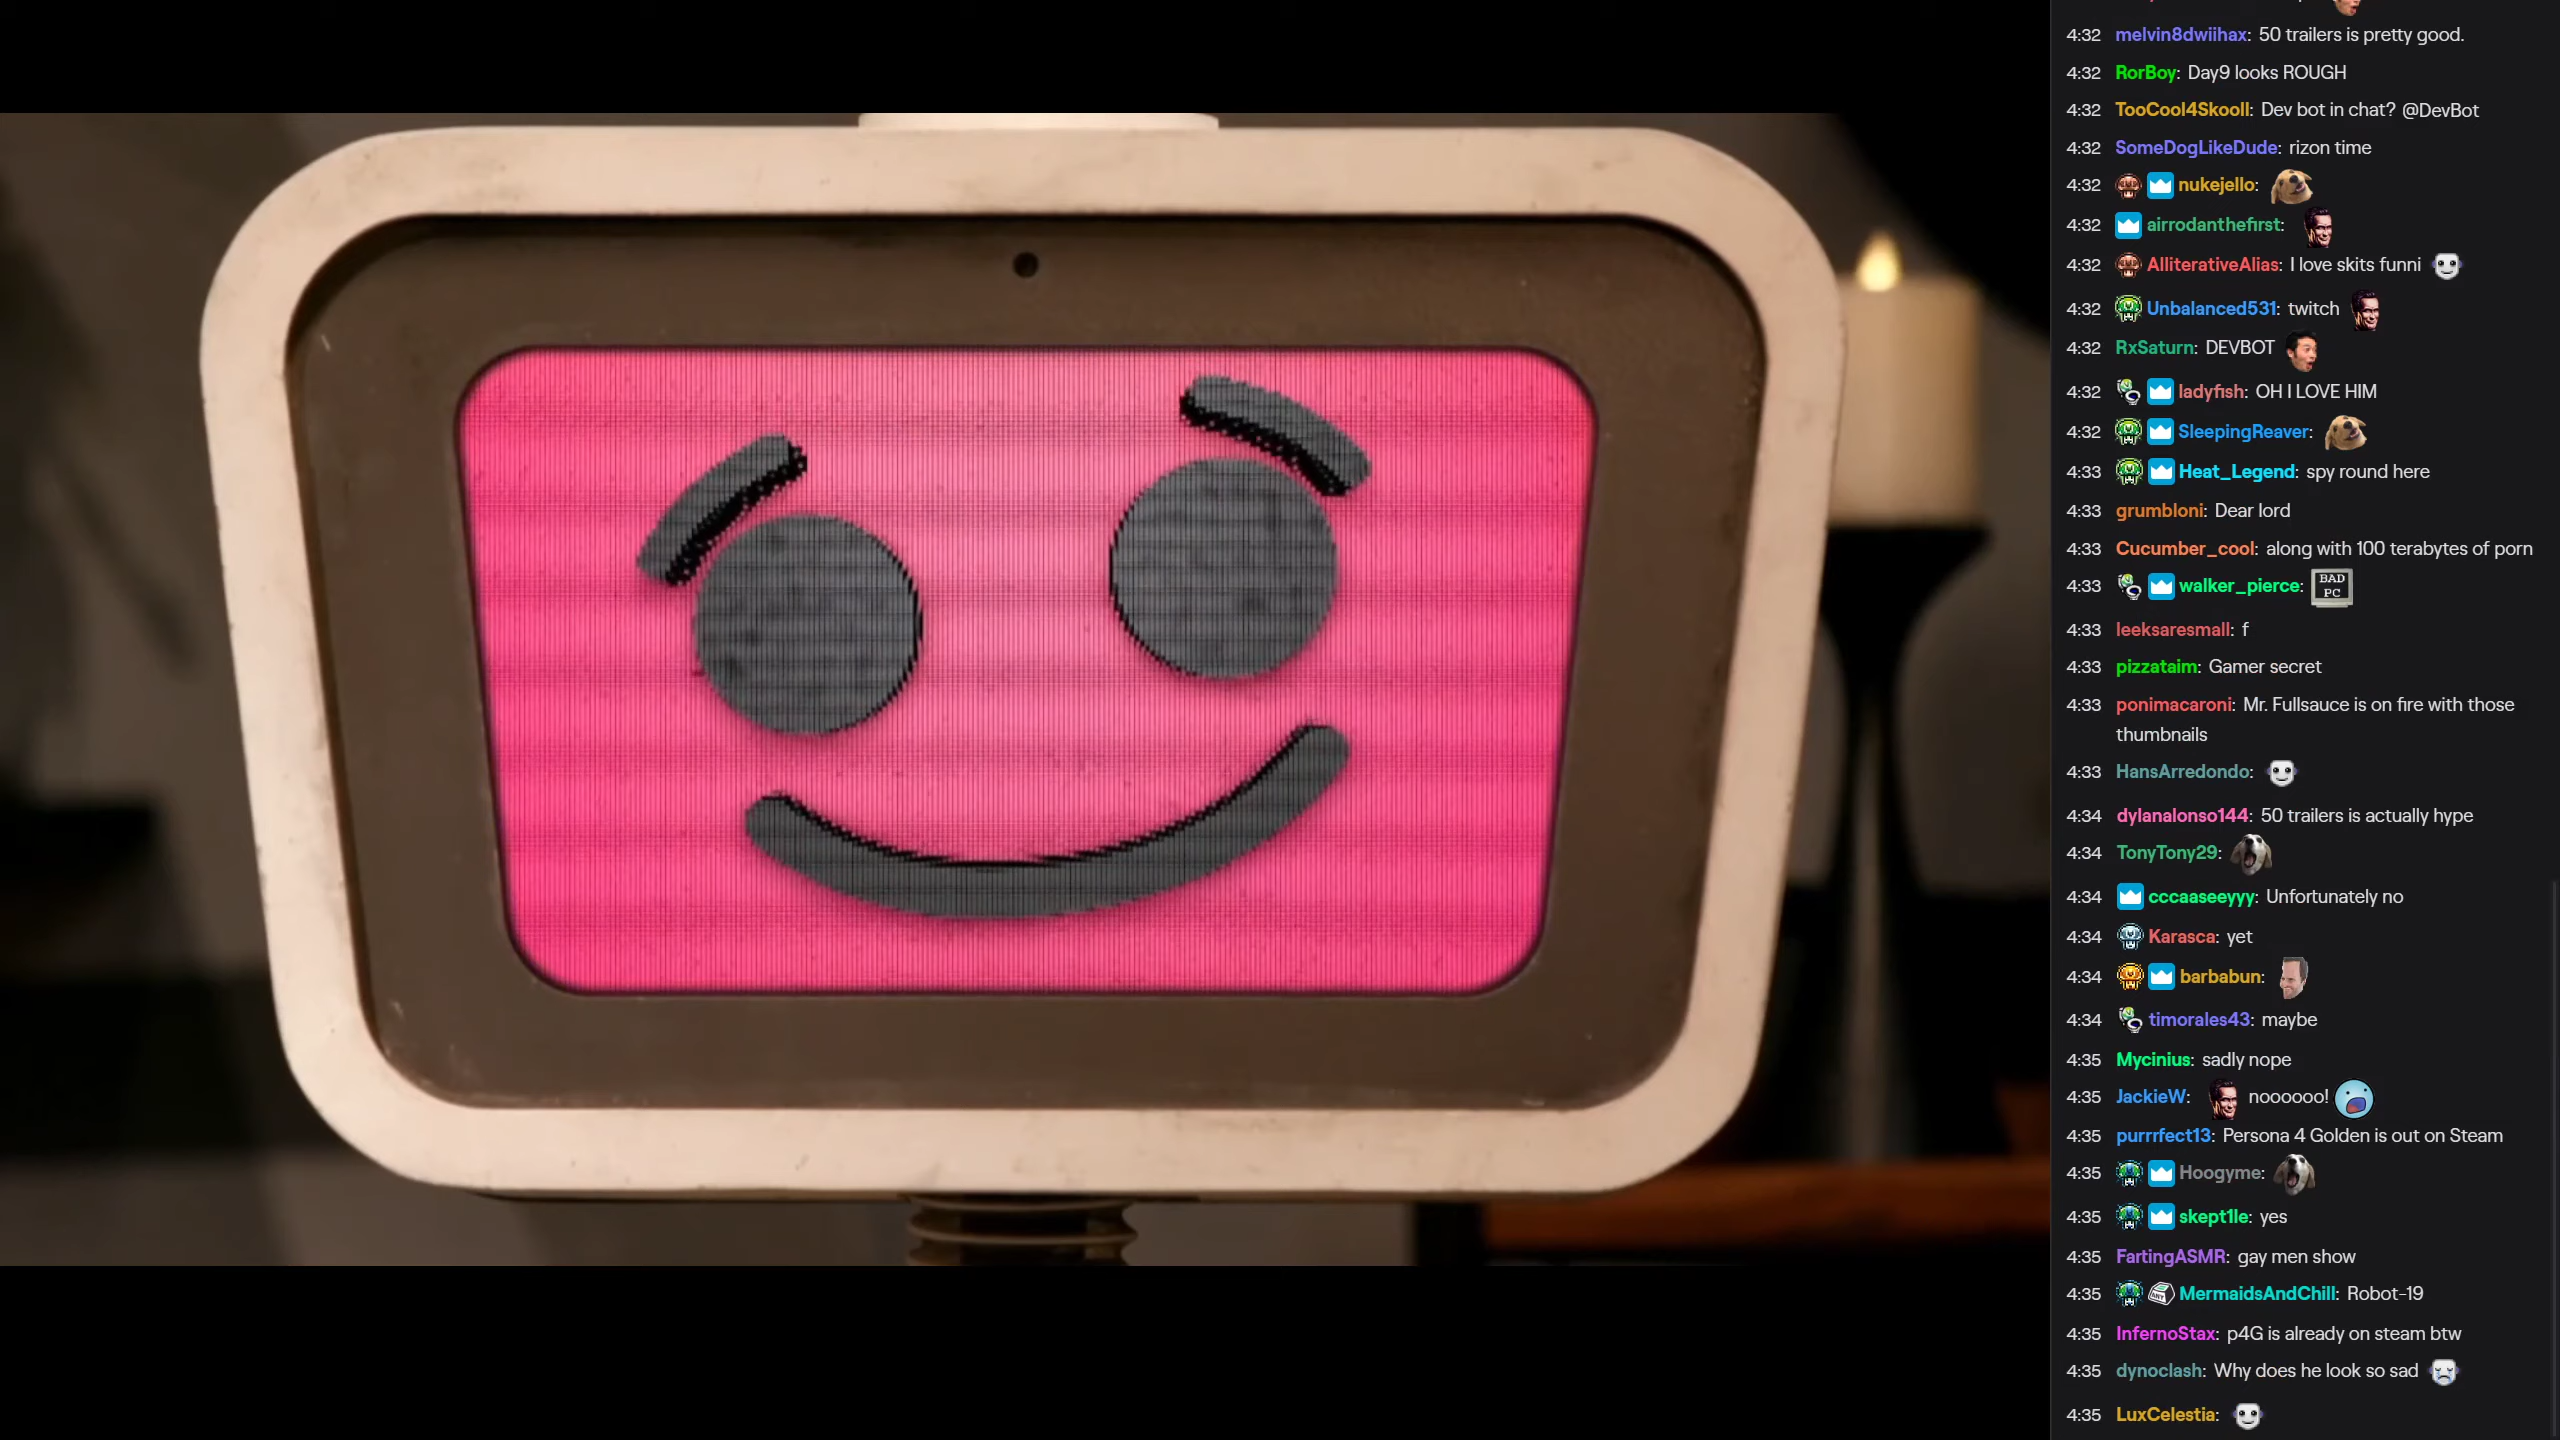 4:32 melvin8dwiihax: 50 trailers is pretty good.
4:32 RorBoy: Day9 looks ROUGH
4:32 TooCool4Skooll: Dev bot in chat? @DevBot
4:32 SomeDogLikeDude: rizon time
4:32 nukejello:
4:32 airrodanthefirst:
4:32 AlliterativeAlias: I love skits funni
4:32 Unbalanced531: twitch
4:32 RxSaturn: DEVBOT
4:32 ladyfish: OH I LOVE HIM
4:32 SleepingReaver:
4:33 Heat_Legend: spy round here
4:33 grumbloni: Dear lord
4:33 Cucumber_cool: along with 100 terabytes of porn
4:33 walker_pierce: BAD PC
4:33 leeksaresmall: f
4:33 pizzataim: Gamer secret
4:33 ponimacaroni: Mr. Fullsauce is on fire with those
thumbnails
4:33 HansArredondo:
4:34 dylanalonso144: 50 trailers is actually hype
4:34 TonyTony29:
4:34 cccaaseeyyy: Unfortunately no
4:34 Karasca: yet
4:34 barbabun:
4:34 timorales43: maybe
4:35 Mycinius: sadly nope
4:35 JackieW: noooooo!
4:35 purrrfect13: Persona 4 Golden is out on Steam
4:35 Hoogyme:
4:35 skept1le: yes
4:35 FartingASMR: gay men show
4:35 MermaidsAndChill: Robot-19
4:35 InfernoStax: p4G is already on steam btw
4:35 dynoclash: Why does he look so sad
4:35 LuxCelestia: